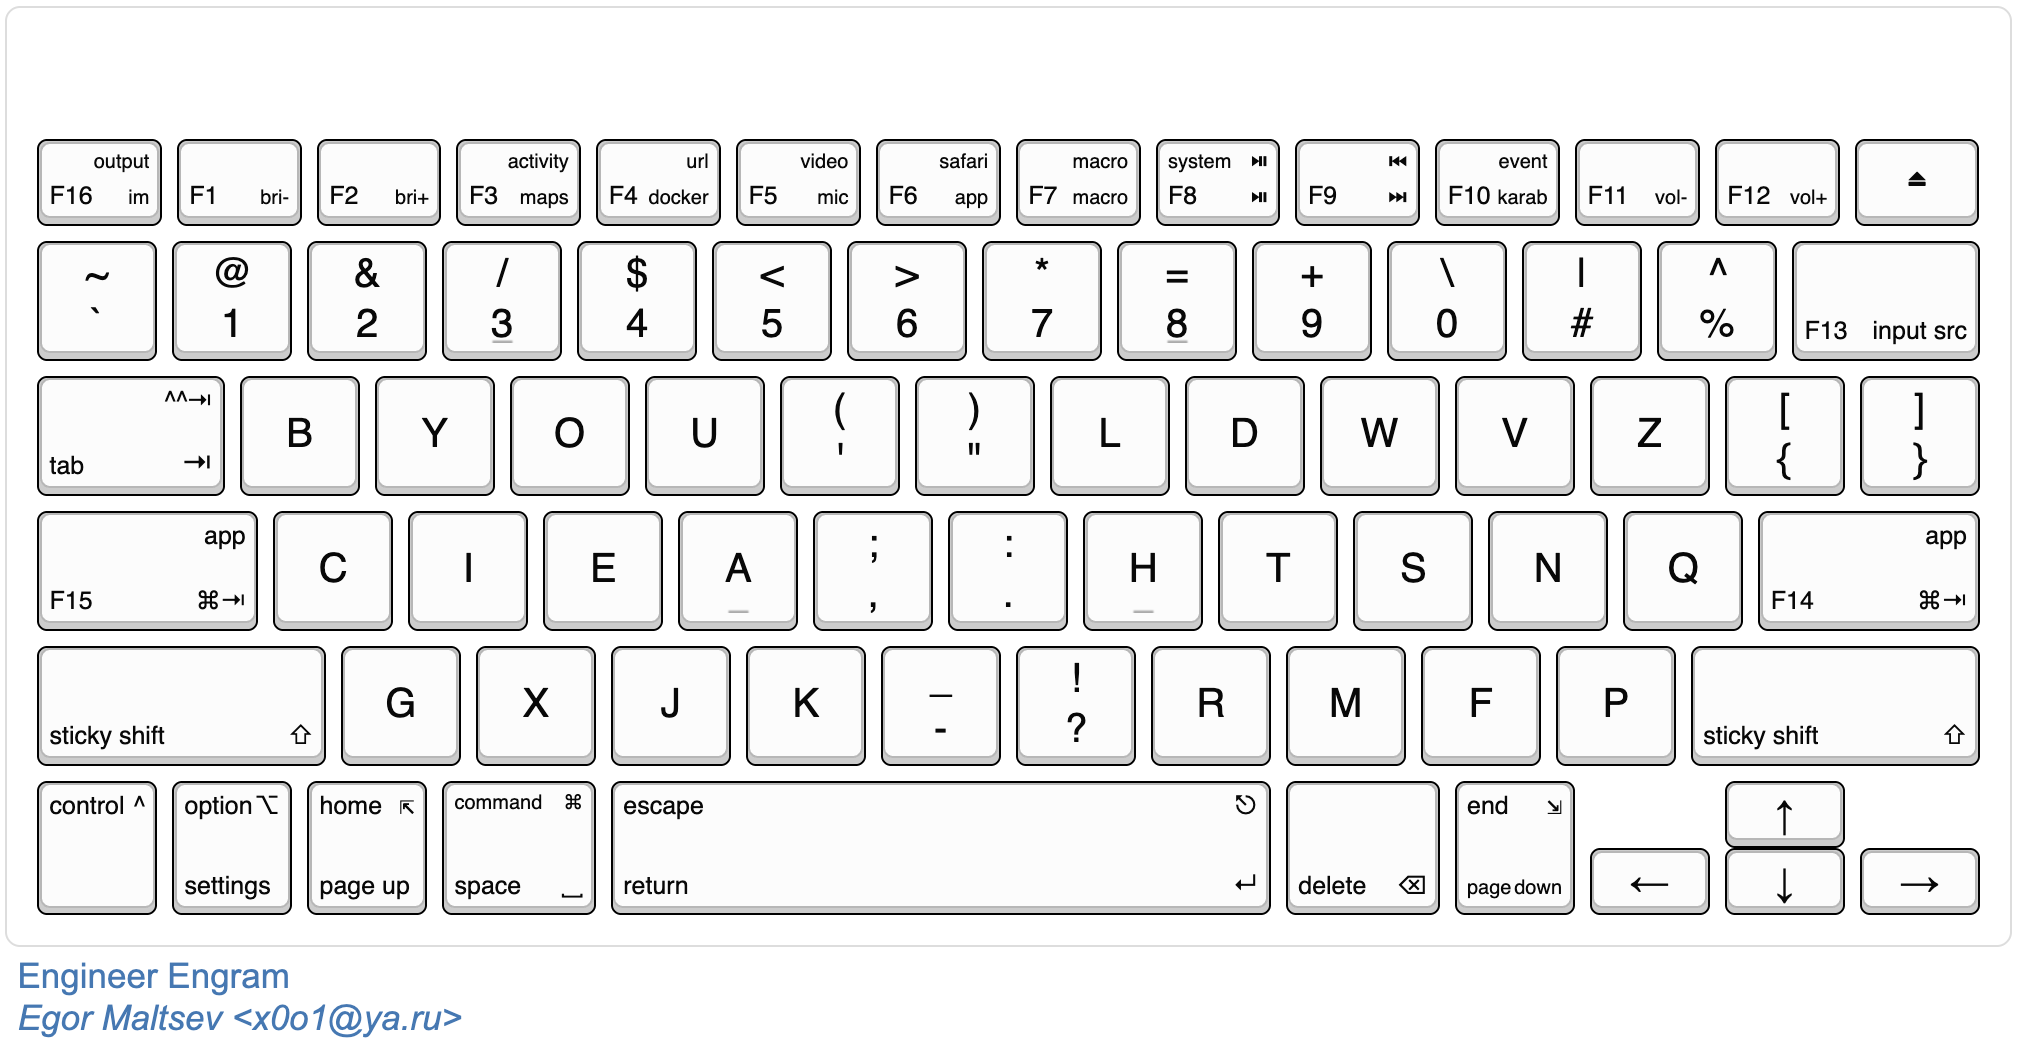 output activity url video safari macro system ⏯ ⏮ event
F16 im F1 bri- F2 bri+ F3 maps F4 docker F5 mic F6 app F7 macro F8 ⏯ F9 ⏭ F10 karab F11 vol- F12 vol+ ⏏
~ @ & / $ < > * = + \ | ^
` 1 2 3 4 5 6 7 8 9 0 # % F13 input src
^^⇥ ( ) [ ]
tab ⇥ B Y O U ' " L D W V Z { }
app ; : app
F15 ⌘⇥ C I E A , . H T S N Q F14 ⌘⇥
_ !
sticky shift ⇧ G X J K - ? R M F P sticky shift ⇧
control ^ option ⌥ home ↖ command ⌘ escape ⎋ end ⇲ ↑
settings page up space ⎵ return ↵ delete ⌫ page down ← ↓ →
Engineer Engram
Egor Maltsev <x0o1@ya.ru>